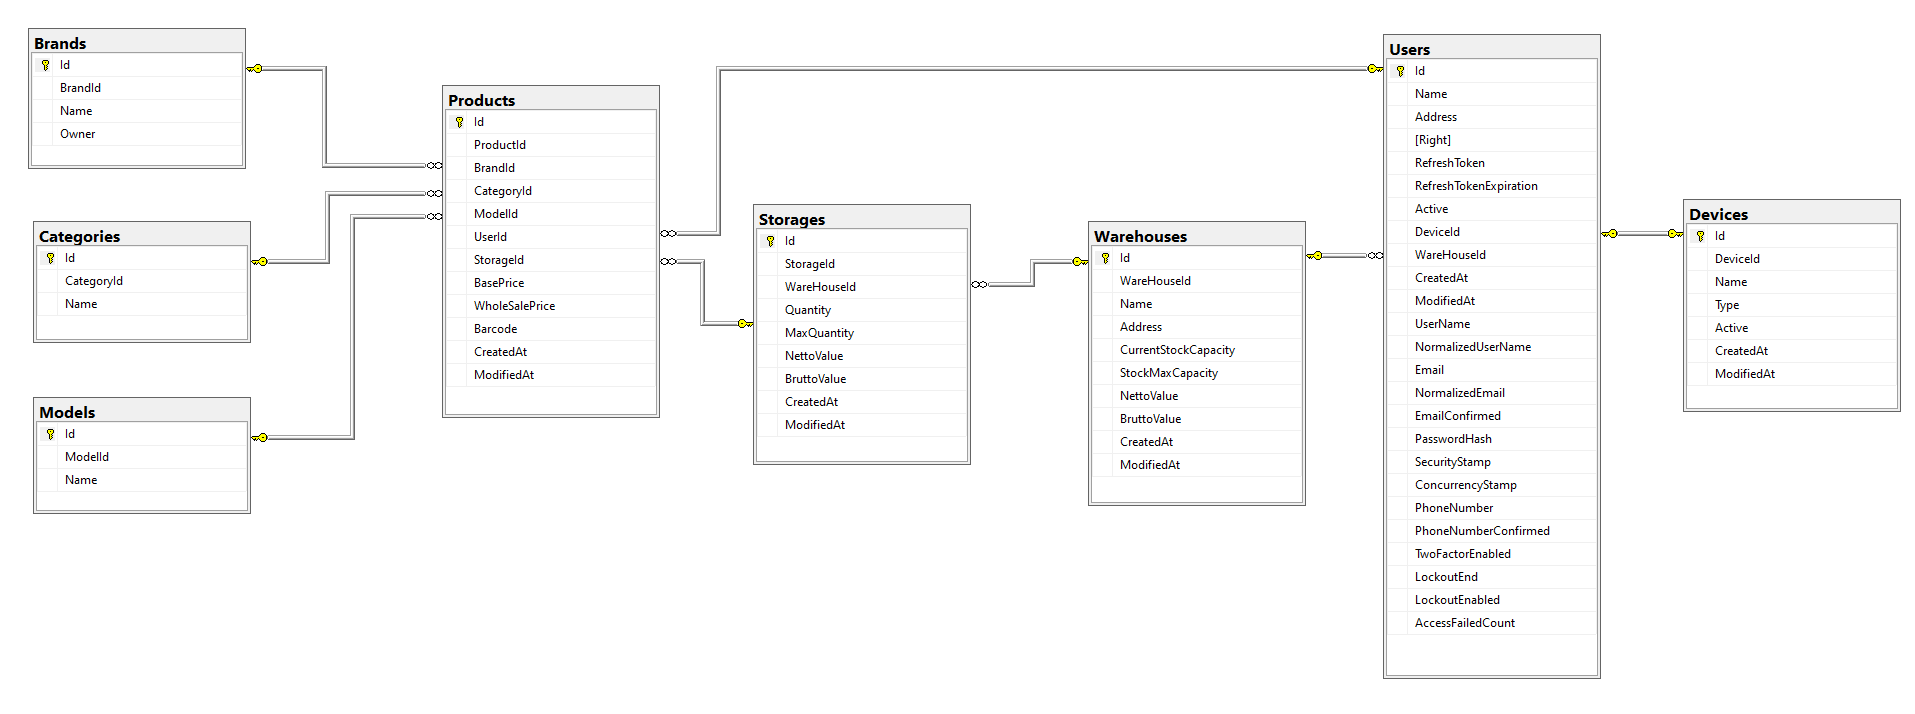 Brands
Id
BrandId
Name
Owner
Categories
Id
CategoryId
Name
Models
Id
ModelId
Name
Products
Id
ProductId
BrandId
CategoryId
ModelId
UserId
StorageId
BasePrice
WholeSalePrice
Barcode
CreatedAt
ModifiedAt
Storages
Id
StorageId
WareHouseId
Quantity
MaxQuantity
NettoValue
BruttoValue
CreatedAt
ModifiedAt
Warehouses
Id
WareHouseId
Name
Address
CurrentStockCapacity
StockMaxCapacity
NettoValue
BruttoValue
CreatedAt
ModifiedAt
Users
Id
Name
Address
[Right]
RefreshToken
RefreshTokenExpiration
Active
DeviceId
WareHouseId
CreatedAt
ModifiedAt
UserName
NormalizedUserName
Email
NormalizedEmail
EmailConfirmed
PasswordHash
SecurityStamp
ConcurrencyStamp
PhoneNumber
PhoneNumberConfirmed
TwoFactorEnabled
LockoutEnd
LockoutEnabled
AccessFailedCount
Devices
Id
DeviceId
Name
Type
Active
CreatedAt
ModifiedAt